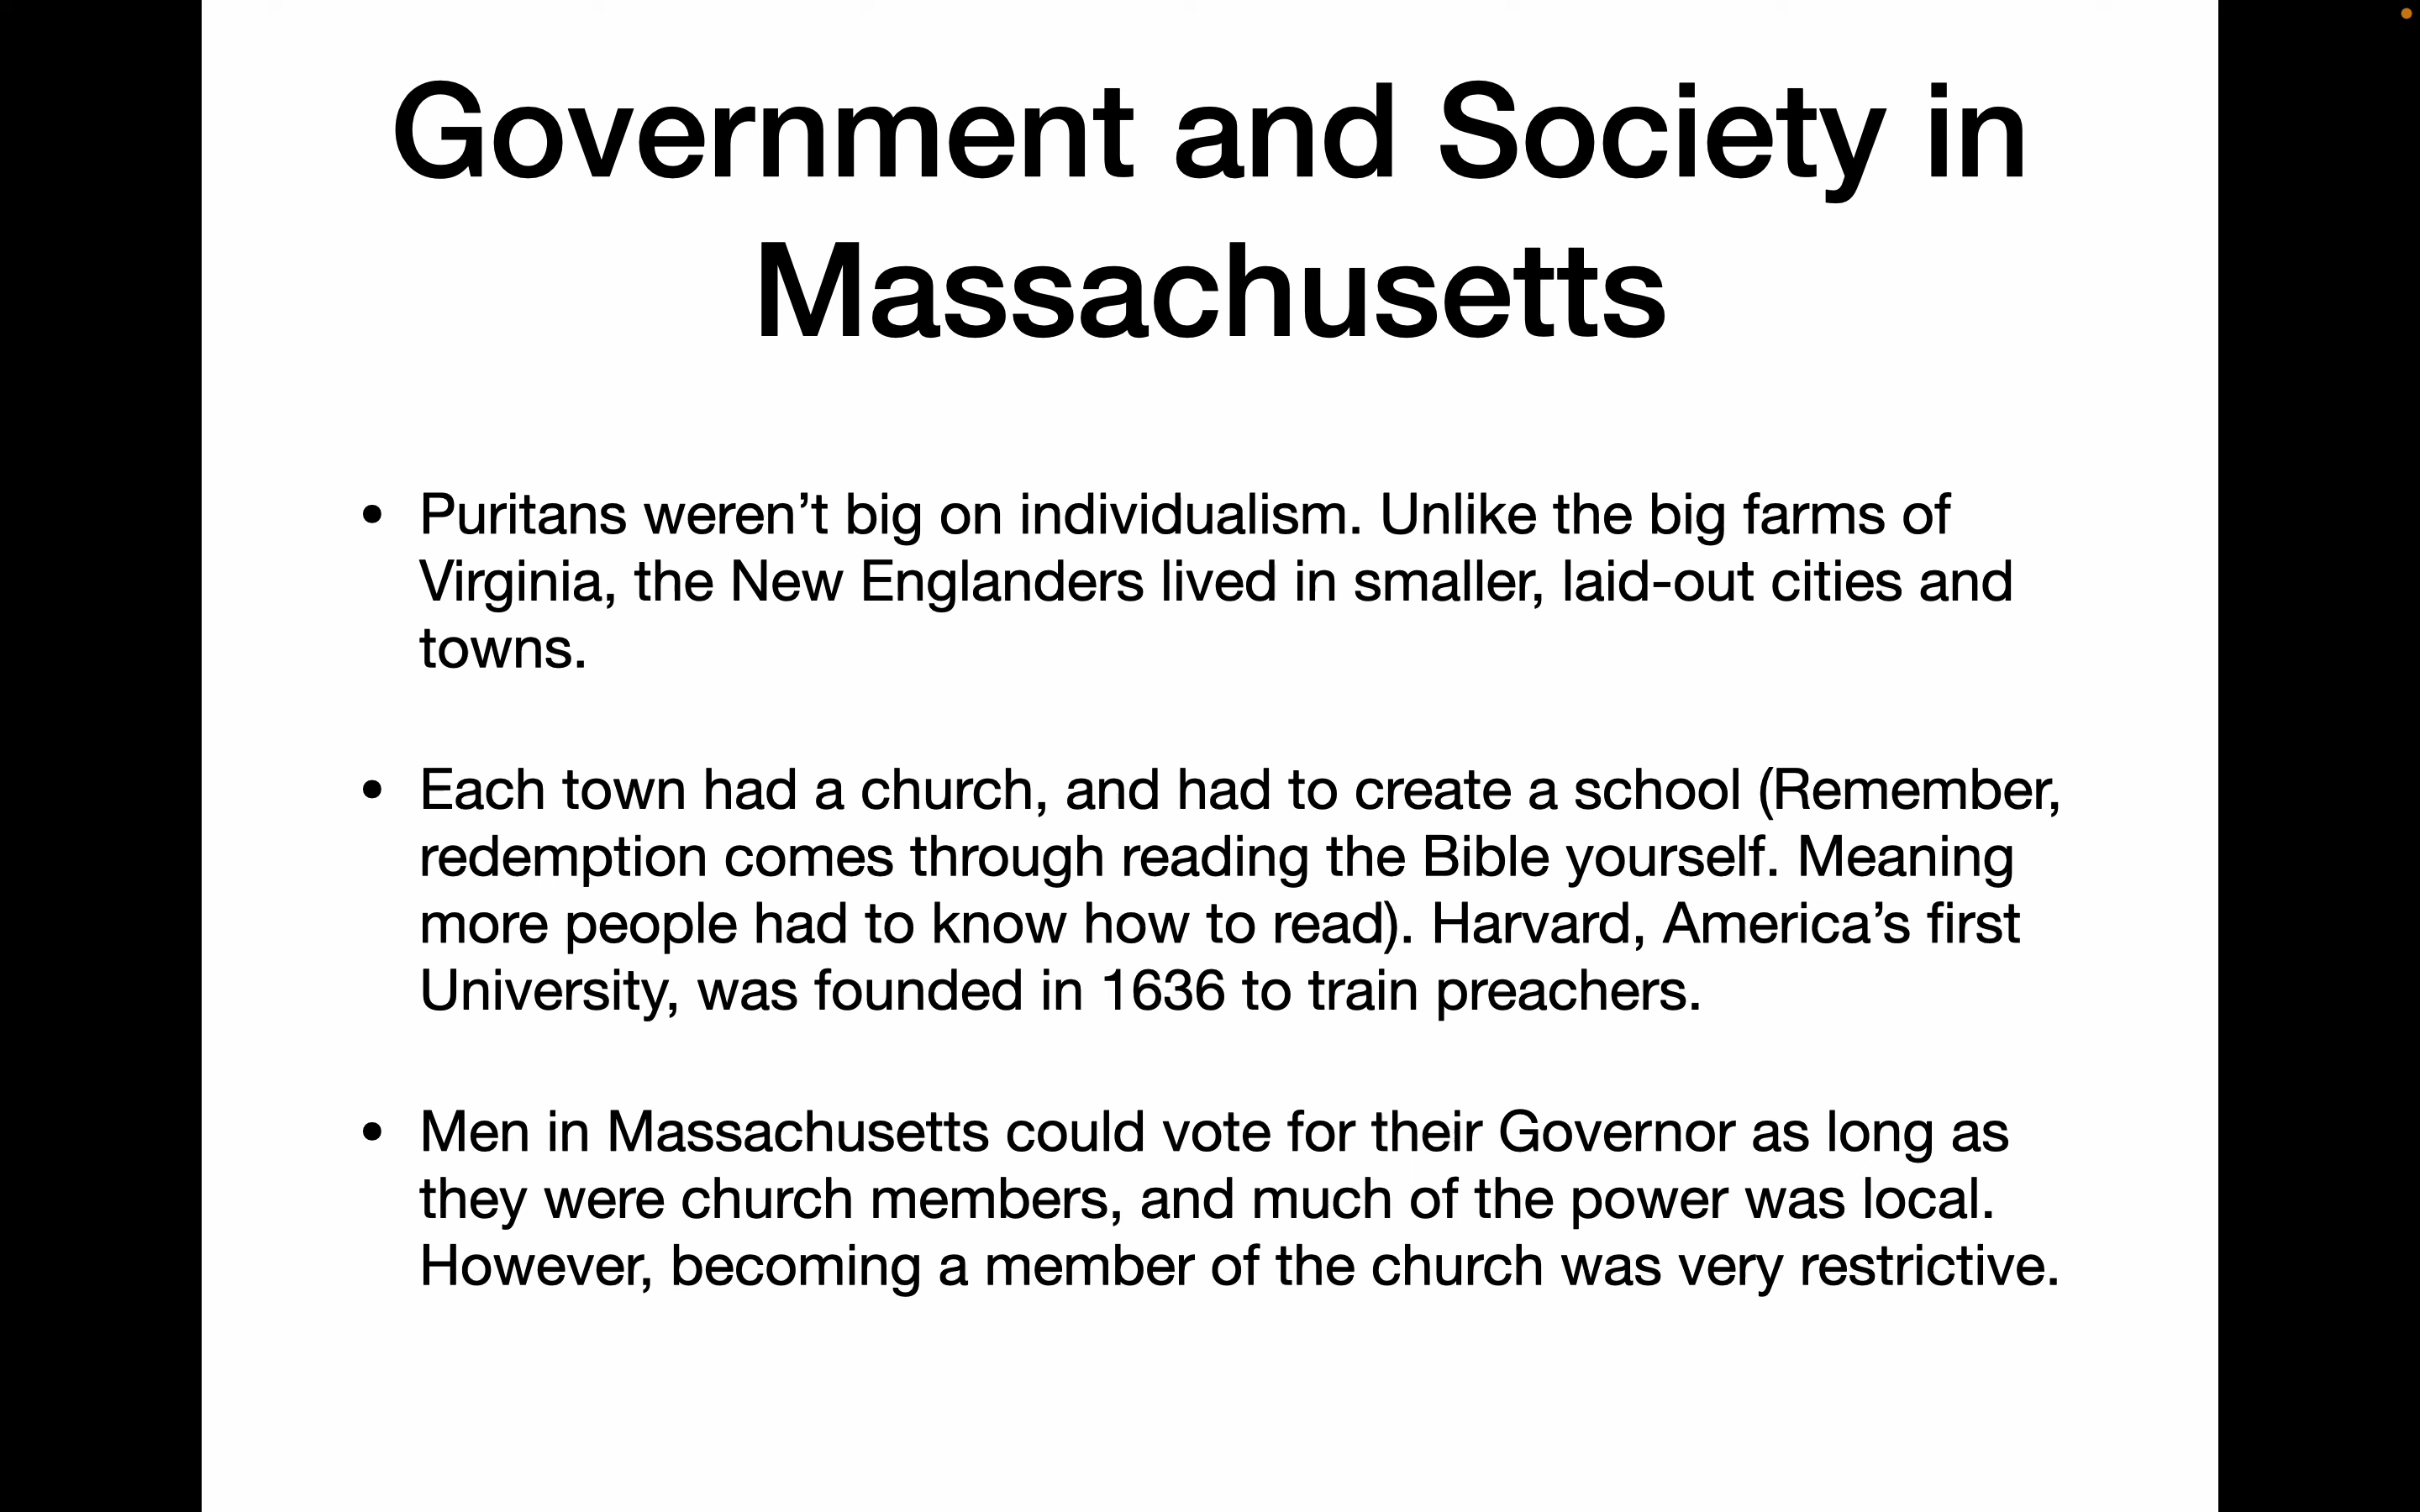 Government and Society in
Massachusetts
• Puritans weren’t big on individualism. Unlike the big farms of
Virginia, the New Englanders lived in smaller, laid-out cities and
towns.
• Each town had a church, and had to create a school (Remember,
redemption comes through reading the Bible yourself. Meaning
more people had to know how to read). Harvard, America’s first
University, was founded in 1636 to train preachers.
• Men in Massachusetts could vote for their Governor as long as
they were church members, and much of the power was local.
However, becoming a member of the church was very restrictive.